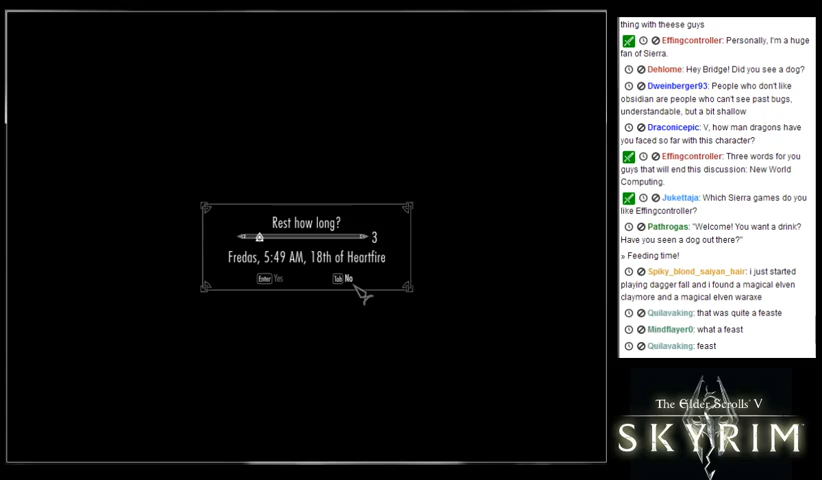 Rest how long?
3
Fredas, 5:49 AM, 18th of Heartfire
Enter Yes
Tab No
thing with theese guys
Effingcontroller: Personally, I'm a huge
fan of Sierra.
Dehlome: Hey Bridge! Did you see a dog?
Dweinberger93: People who don't like
obsidian are people who can't see past bugs,
understandable, but a bit shallow
Draconicepic: V, how man dragons have
you faced so far with this character?
Effingcontroller: Three words for you
guys that will end this discussion: New World
Computing.
Jukettaja: Which Sierra games do you
like Effingcontroller?
Pathrogas: "Welcome! You want a drink?
Have you seen a dog out there?"
» Feeding time!
Spiky_blond_saiyan_hair: i just started
playing dagger fall and i found a magical elven
claymore and a magical elven waraxe
Quilavaking: that was quite a feaste
Mindflayer0: what a feast
Quilavaking: feast
The Elder Scrolls V
SKYRIM